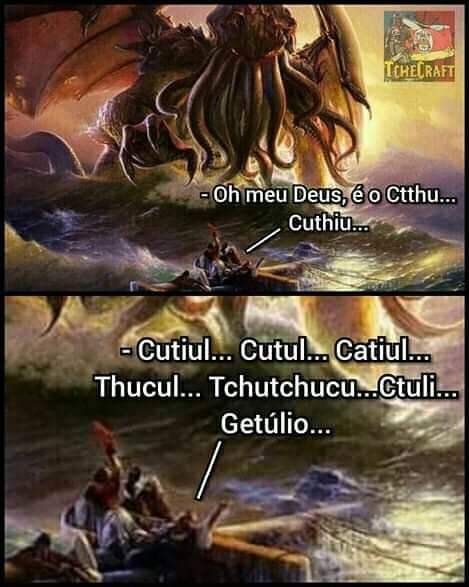 TCHECRAFT
- Oh meu Deus, é o Ctthu...
Cuthiu...
- Cutiul... Cutul... Catiul...
Thucul... Tchutchucu...Ctuli...
Getúlio...